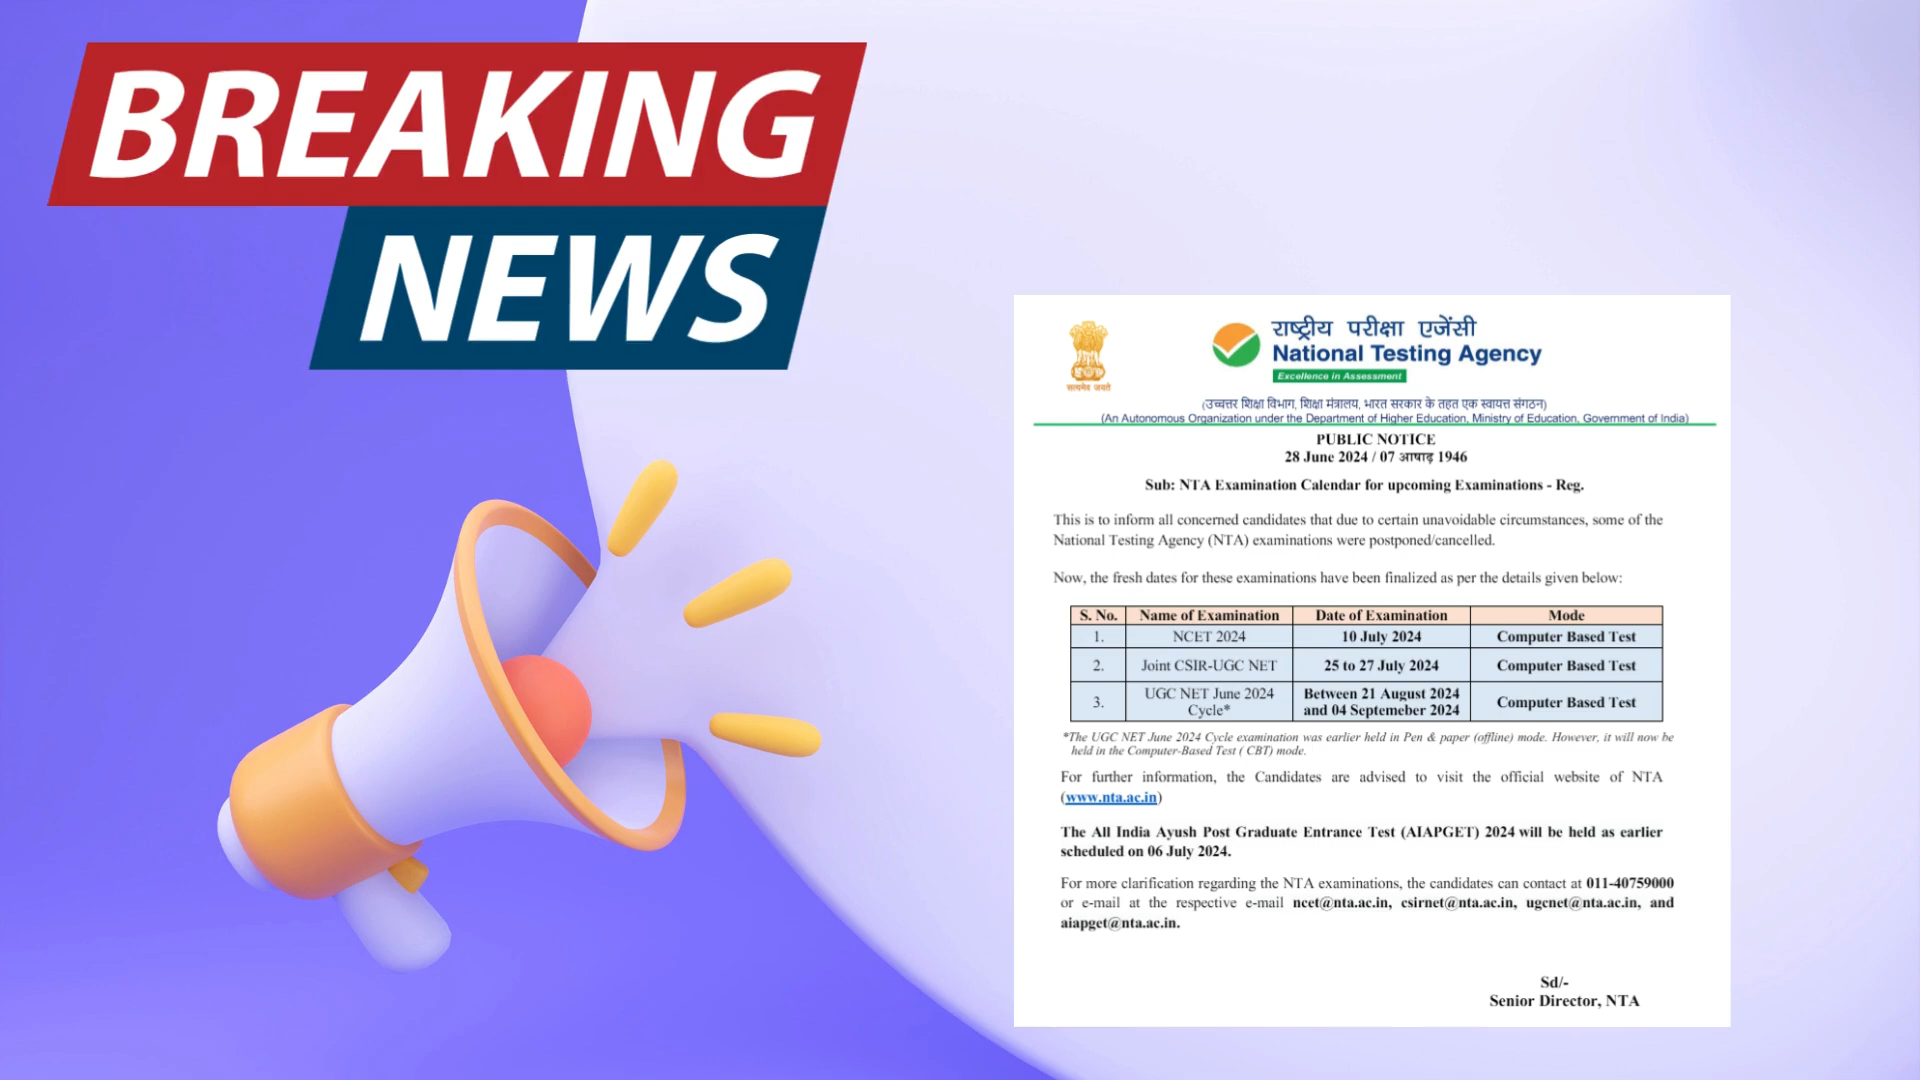 BREAKING
NEWS
सत्यमेव जयते
राष्ट्रीय परीक्षा एजेंसी
National Testing Agency
Excellence in Assessment
(उच्चतर शिक्षा विभाग, शिक्षा मंत्रालय, भारत सरकार के तहत एक स्वायत्त संगठन)
(An Autonomous Organization under the Department of Higher Education, Ministry of Education, Government of India)
PUBLIC NOTICE
28 June 2024 / 07 आषाढ़ 1946
Sub: NTA Examination Calendar for upcoming Examinations - Reg.
This is to inform all concerned candidates that due to certain unavoidable circumstances, some of the
National Testing Agency (NTA) examinations were postponed/cancelled.
Now, the fresh dates for these examinations have been finalized as per the details given below:
S. No. Name of Examination Date of Examination Mode
1. NCET 2024 10 July 2024 Computer Based Test
2. Joint CSIR-UGC NET 25 to 27 July 2024 Computer Based Test
3. UGC NET June 2024 Cycle* Between 21 August 2024 and 04 Septemeber 2024 Computer Based Test
*The UGC NET June 2024 Cycle examination was earlier held in Pen & paper (offline) mode. However, it will now be
held in the Computer-Based Test ( CBT) mode.
For further information, the Candidates are advised to visit the official website of NTA
(www.nta.ac.in)
The All India Ayush Post Graduate Entrance Test (AIAPGET) 2024 will be held as earlier
scheduled on 06 July 2024.
For more clarification regarding the NTA examinations, the candidates can contact at 011-40759000
or e-mail at the respective e-mail ncet@nta.ac.in, csirnet@nta.ac.in, ugcnet@nta.ac.in, and
aiapget@nta.ac.in.
Sd/-
Senior Director, NTA